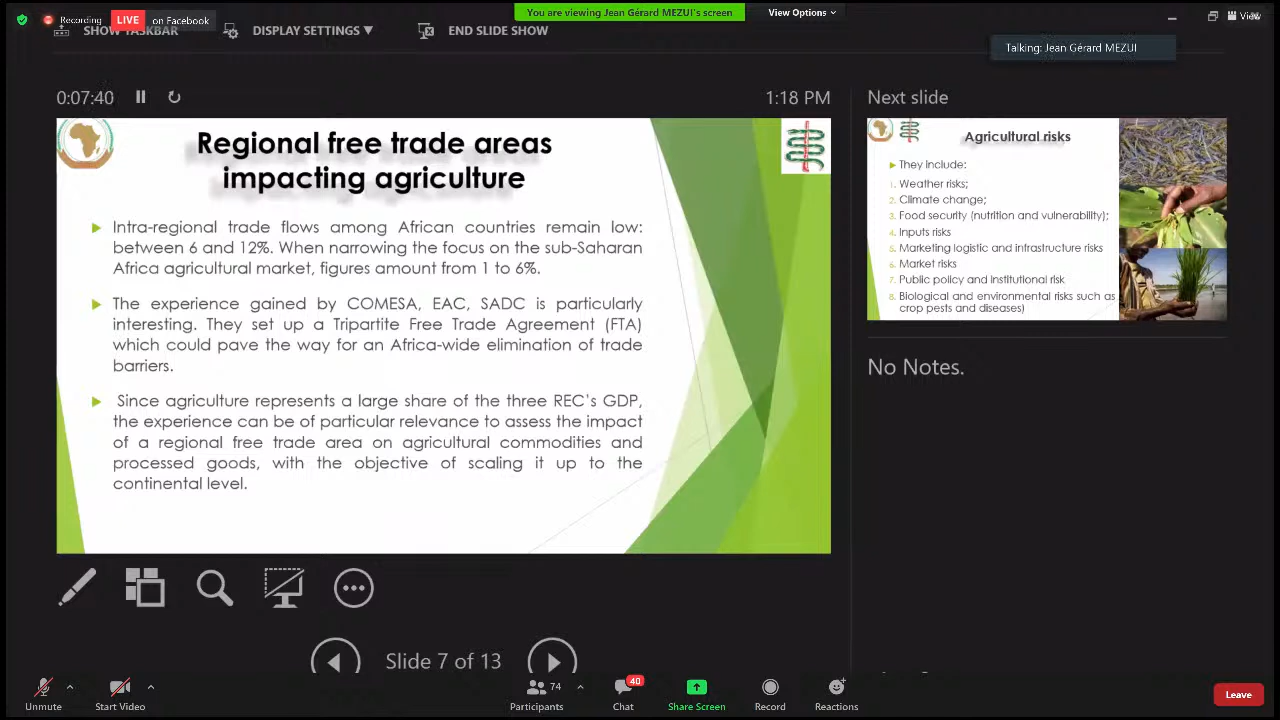 Recording
LIVE
on Facebook
You are viewing Jean Gérard MEZUI's screen
View Options
View
SHOW TASKBAR
DISPLAY SETTINGS ▼
END SLIDE SHOW
Talking: Jean Gérard MEZUI
0:07:40
1:18 PM
Regional free trade areas
impacting agriculture
Intra-regional trade flows among African countries remain low:
between 6 and 12%. When narrowing the focus on the sub-Saharan
Africa agricultural market, figures amount from 1 to 6%.
The experience gained by COMESA, EAC, SADC is particularly
interesting. They set up a Tripartite Free Trade Agreement (FTA)
which could pave the way for an Africa-wide elimination of trade
barriers.
Since agriculture represents a large share of the three REC's GDP,
the experience can be of particular relevance to assess the impact
of a regional free trade area on agricultural commodities and
processed goods, with the objective of scaling it up to the
continental level.
Next slide
Agricultural risks
They include:
1. Weather risks;
2. Climate change;
3. Food security (nutrition and vulnerability);
4. Inputs risks
5. Marketing logistic and infrastructure risks
6. Market risks
7. Public policy and institutional risk
8. Biological and environmental risks such as
crop pests and diseases)
No Notes.
Slide 7 of 13
Unmute
Start Video
74
Participants
40
Chat
Share Screen
Record
Reactions
Leave